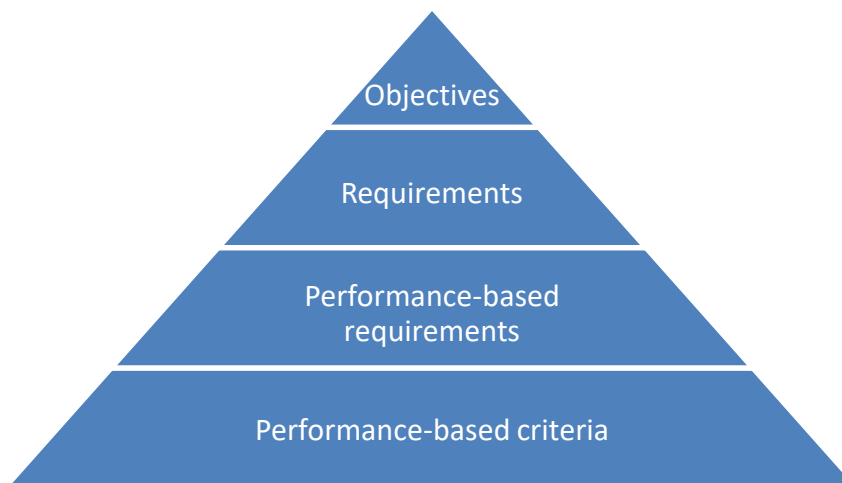 Objectives
Requirements
Performance-based
requirements
Performance-based criteria